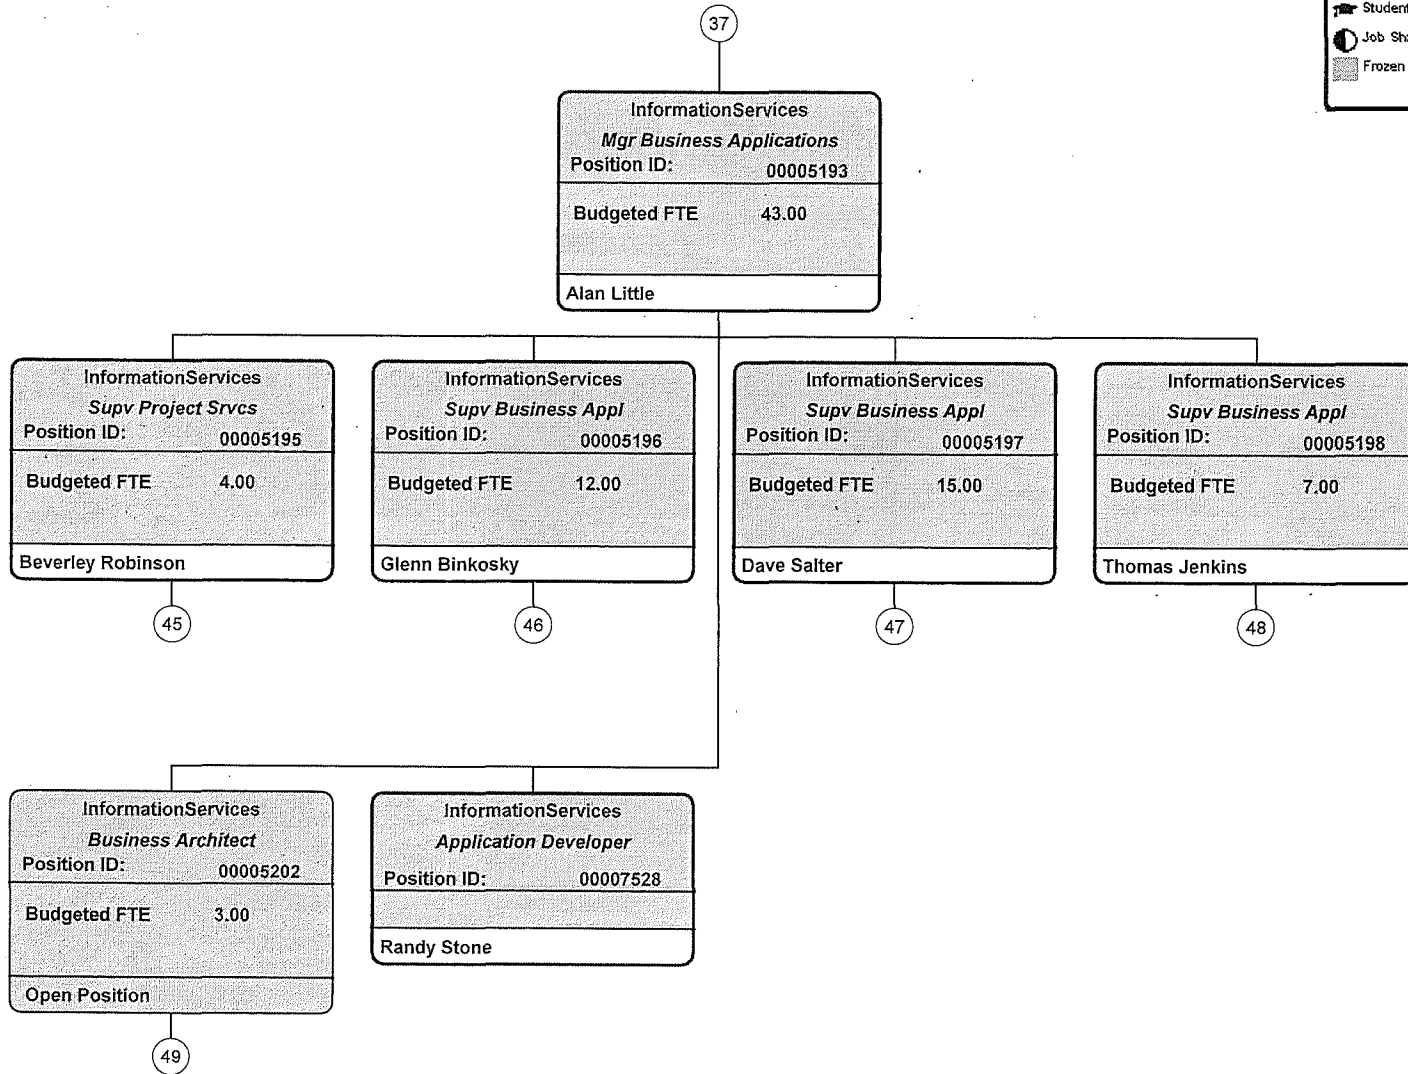 Student
Job Sh
Frozen
37
InformationServices
Mgr Business Applications
Position ID: 00005193
Budgeted FTE 43.00
Alan Little
InformationServices
Supv Project Srvcs
Position ID: 00005195
Budgeted FTE 4.00
Beverley Robinson
45
InformationServices
Supv Business Appl
Position ID: 00005196
Budgeted FTE 12.00
Glenn Binkosky
46
InformationServices
Supv Business Appl
Position ID: 00005197
Budgeted FTE 15.00
Dave Salter
47
InformationServices
Supv Business Appl
Position ID: 00005198
Budgeted FTE 7.00
Thomas Jenkins
48
InformationServices
Business Architect
Position ID: 00005202
Budgeted FTE 3.00
Open Position
49
InformationServices
Application Developer
Position ID: 00007528
Randy Stone